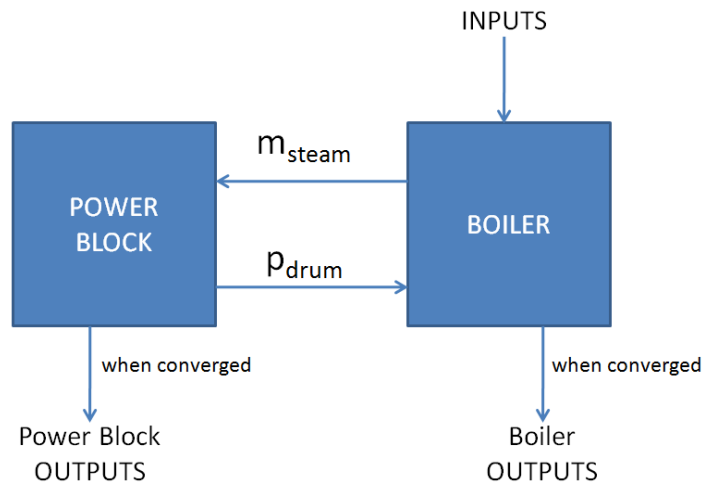 INPUTS
m_steam
POWER
BLOCK
BOILER
p_drum
when converged
when converged
Power Block
OUTPUTS
Boiler
OUTPUTS